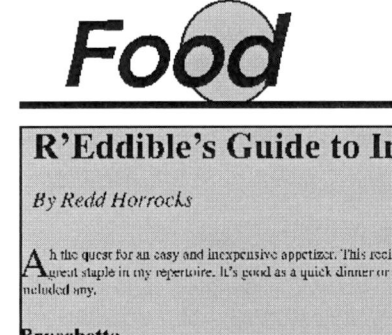 Food
R'Eddible's Guide to In
By Redd Horrocks
Ah the quest for an easy and inexpensive appetizer. This reci
great staple in my repertoire. It's good as a quick dinner or
ncluded any.
Bruschetta